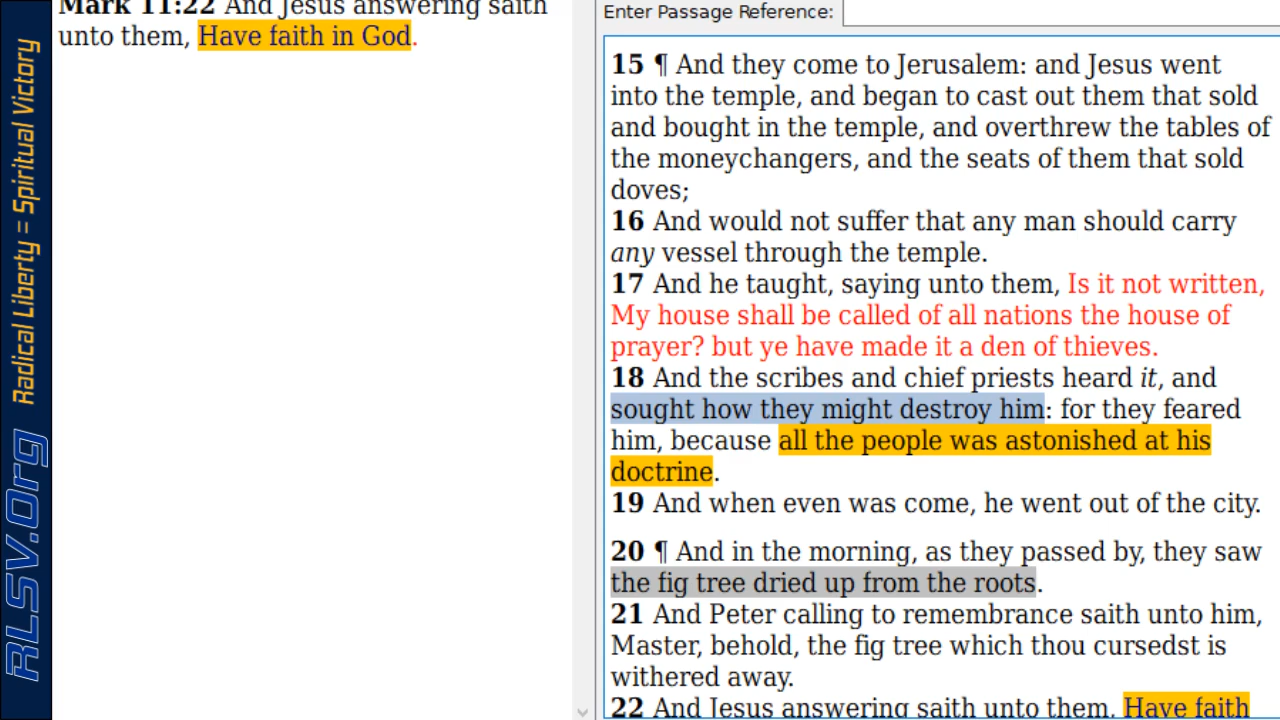 Mark 11:22 And Jesus answering saith
unto them, Have faith in God.
RLSV.Org Radical Liberty = Spiritual Victory
Enter Passage Reference:
15 ¶ And they come to Jerusalem: and Jesus went
into the temple, and began to cast out them that sold
and bought in the temple, and overthrew the tables of
the moneychangers, and the seats of them that sold
doves;
16 And would not suffer that any man should carry
any vessel through the temple.
17 And he taught, saying unto them, Is it not written,
My house shall be called of all nations the house of
prayer? but ye have made it a den of thieves.
18 And the scribes and chief priests heard it, and
sought how they might destroy him: for they feared
him, because all the people was astonished at his
doctrine.
19 And when even was come, he went out of the city.
20 ¶ And in the morning, as they passed by, they saw
the fig tree dried up from the roots.
21 And Peter calling to remembrance saith unto him,
Master, behold, the fig tree which thou cursedst is
withered away.
22 And Jesus answering saith unto them, Have faith